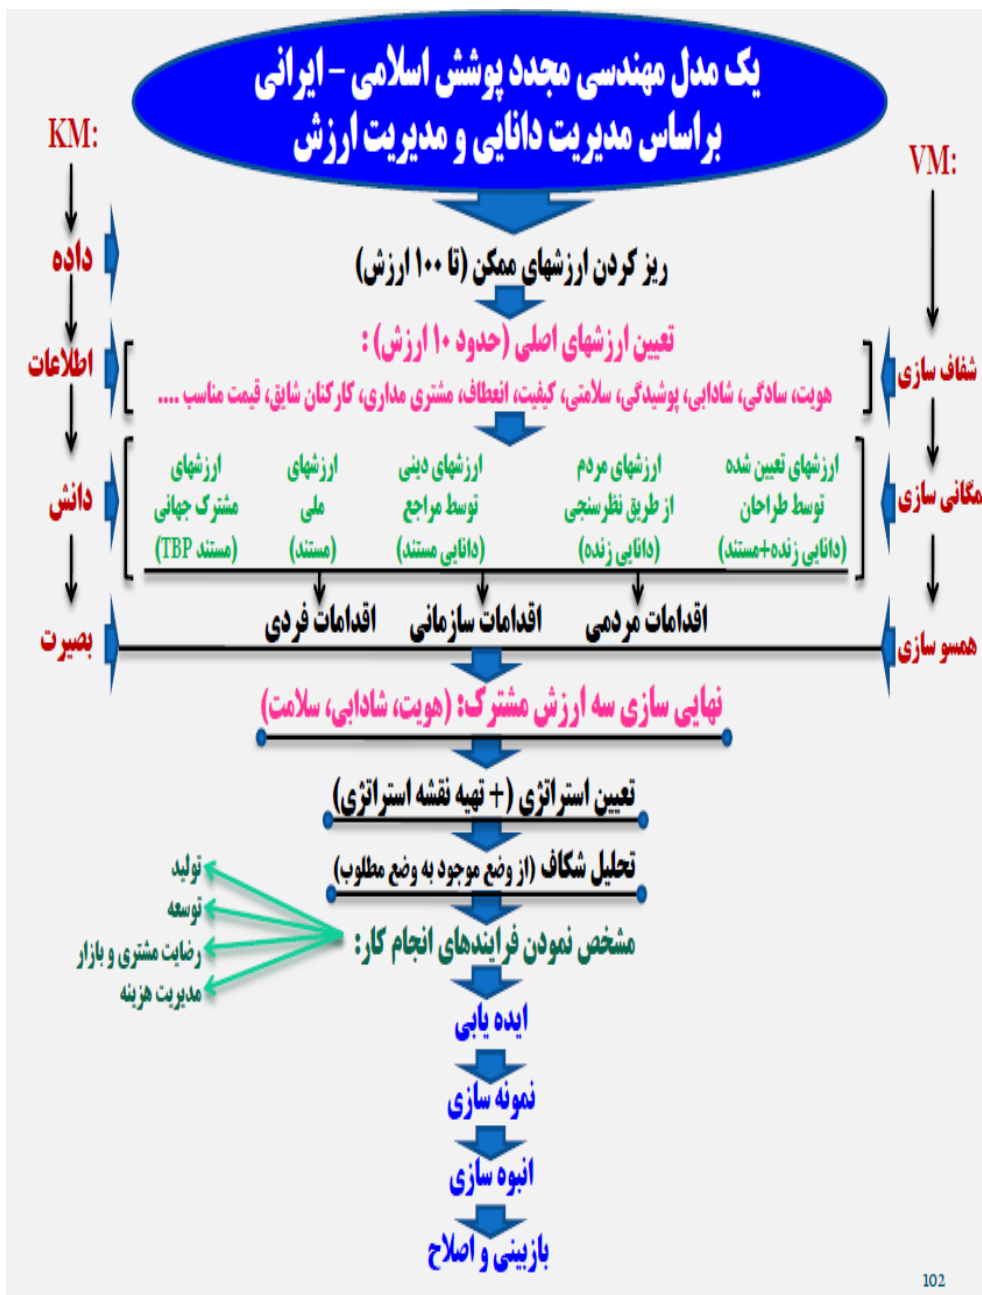 یک مدل مهندسی مجدد پوشش اسلامی – ایرانی
براساس مدیریت دانایی و مدیریت ارزش
KM:
VM:
داده
ریز کردن ارزشهای ممکن (تا ۱۰۰ ارزش)
اطلاعات
تعیین ارزشهای اصلی (حدود ۱۰ ارزش) :
شفاف سازی
هویت، سادگی، شادابی، پوشیدگی، سلامتی، کیفیت، انعطاف، مشتری مداری، کارکنان شایق، قیمت مناسب ....
مگانی سازی
ارزشهای تعیین شده
توسط طراحان
(دانایی زنده+مستند)
ارزشهای مردم
از طریق نظرسنجی
(دانایی زنده)
ارزشهای دینی
توسط مراجع
(دانایی مستند)
ارزشهای
ملی
(مستند)
ارزشهای
مشترک جهانی
(مستند TBP)
دانش
همسو سازی
اقدامات مردمی
اقدامات سازمانی
اقدامات فردی
بصیرت
نهایی سازی سه ارزش مشترک: (هویت، شادابی، سلامت)
تعیین استراتژی (+ تهیه نقشه استراتژی)
تحلیل شکاف (از وضع موجود به وضع مطلوب)
مشخص نمودن فرایندهای انجام کار:
تولید
توسعه
رضایت مشتری و بازار
مدیریت هزینه
ایده یابی
نمونه سازی
انبوه سازی
بازبینی و اصلاح
102